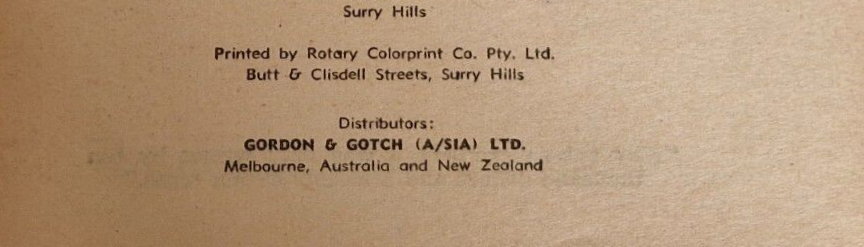 Surry Hills
Printed by Rotary Colorprint Co. Pty. Ltd.
Butt & Clisdell Streets, Surry Hills
Distributors:
GORDON & GOTCH (A/SIA) LTD.
Melbourne, Australia and New Zealand